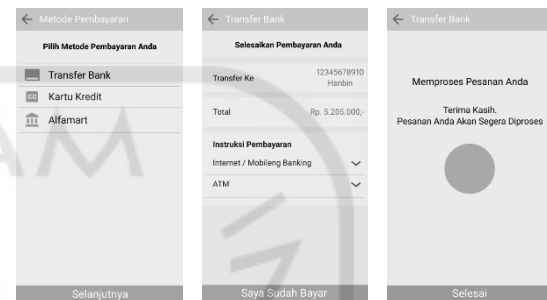 Metode Pembayaran
Pilih Metode Pembayaran Anda
Transfer Bank
CC Kartu Kredit
Alfamart
Selanjutnya
Transfer Bank
Selesaikan Pembayaran Anda
Transfer Ke 12345678910
Hanbin
Total Rp. 5.205.000,-
Instruksi Pembayaran
Internet / Mobileng Banking
ATM
Saya Sudah Bayar
Transfer Bank
Memproses Pesanan Anda
Terima Kasih.
Pesanan Anda Akan Segera Diproses
Selesai